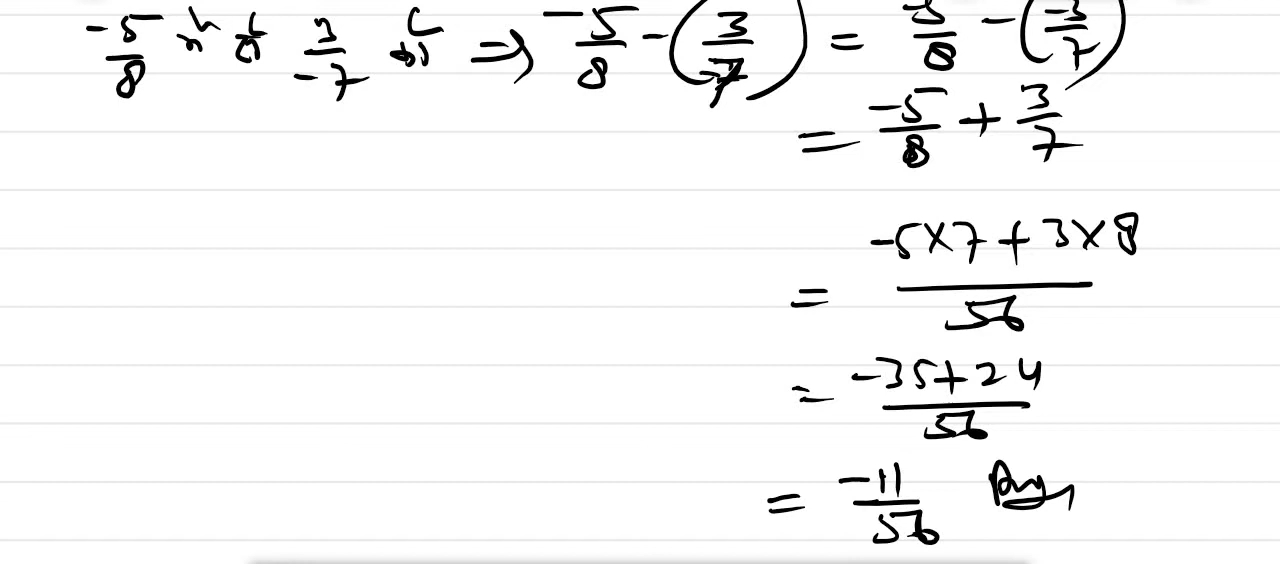 -5/8 3/-7 ⇒ -5/8 - (3/-7) = -5/8 - (-3/7)
= -5/8 + 3/7
= -5×7+3×8/56
= -35+24/56
= -11/56 Ans